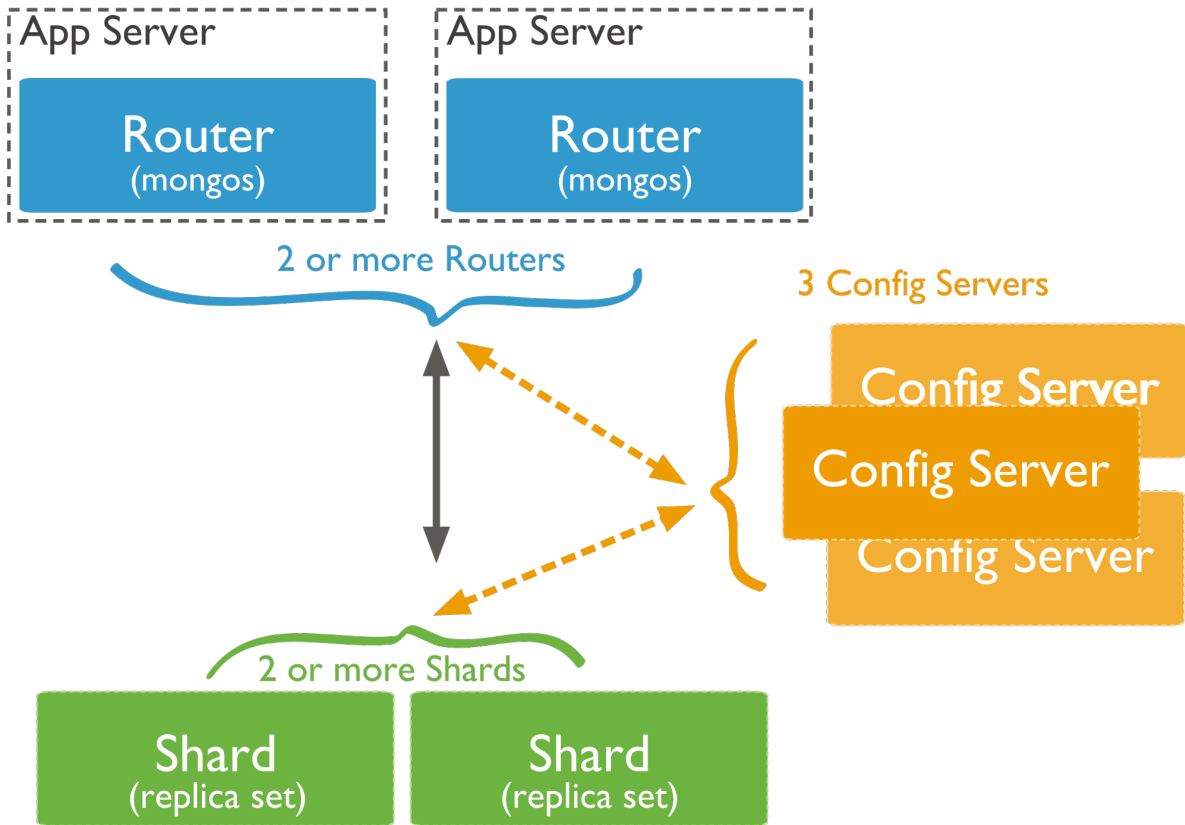 App Server
App Server
Router
(mongos)
Router
(mongos)
2 or more Routers
3 Config Servers
Config Server
Config Server
Config Server
2 or more Shards
Shard
(replica set)
Shard
(replica set)